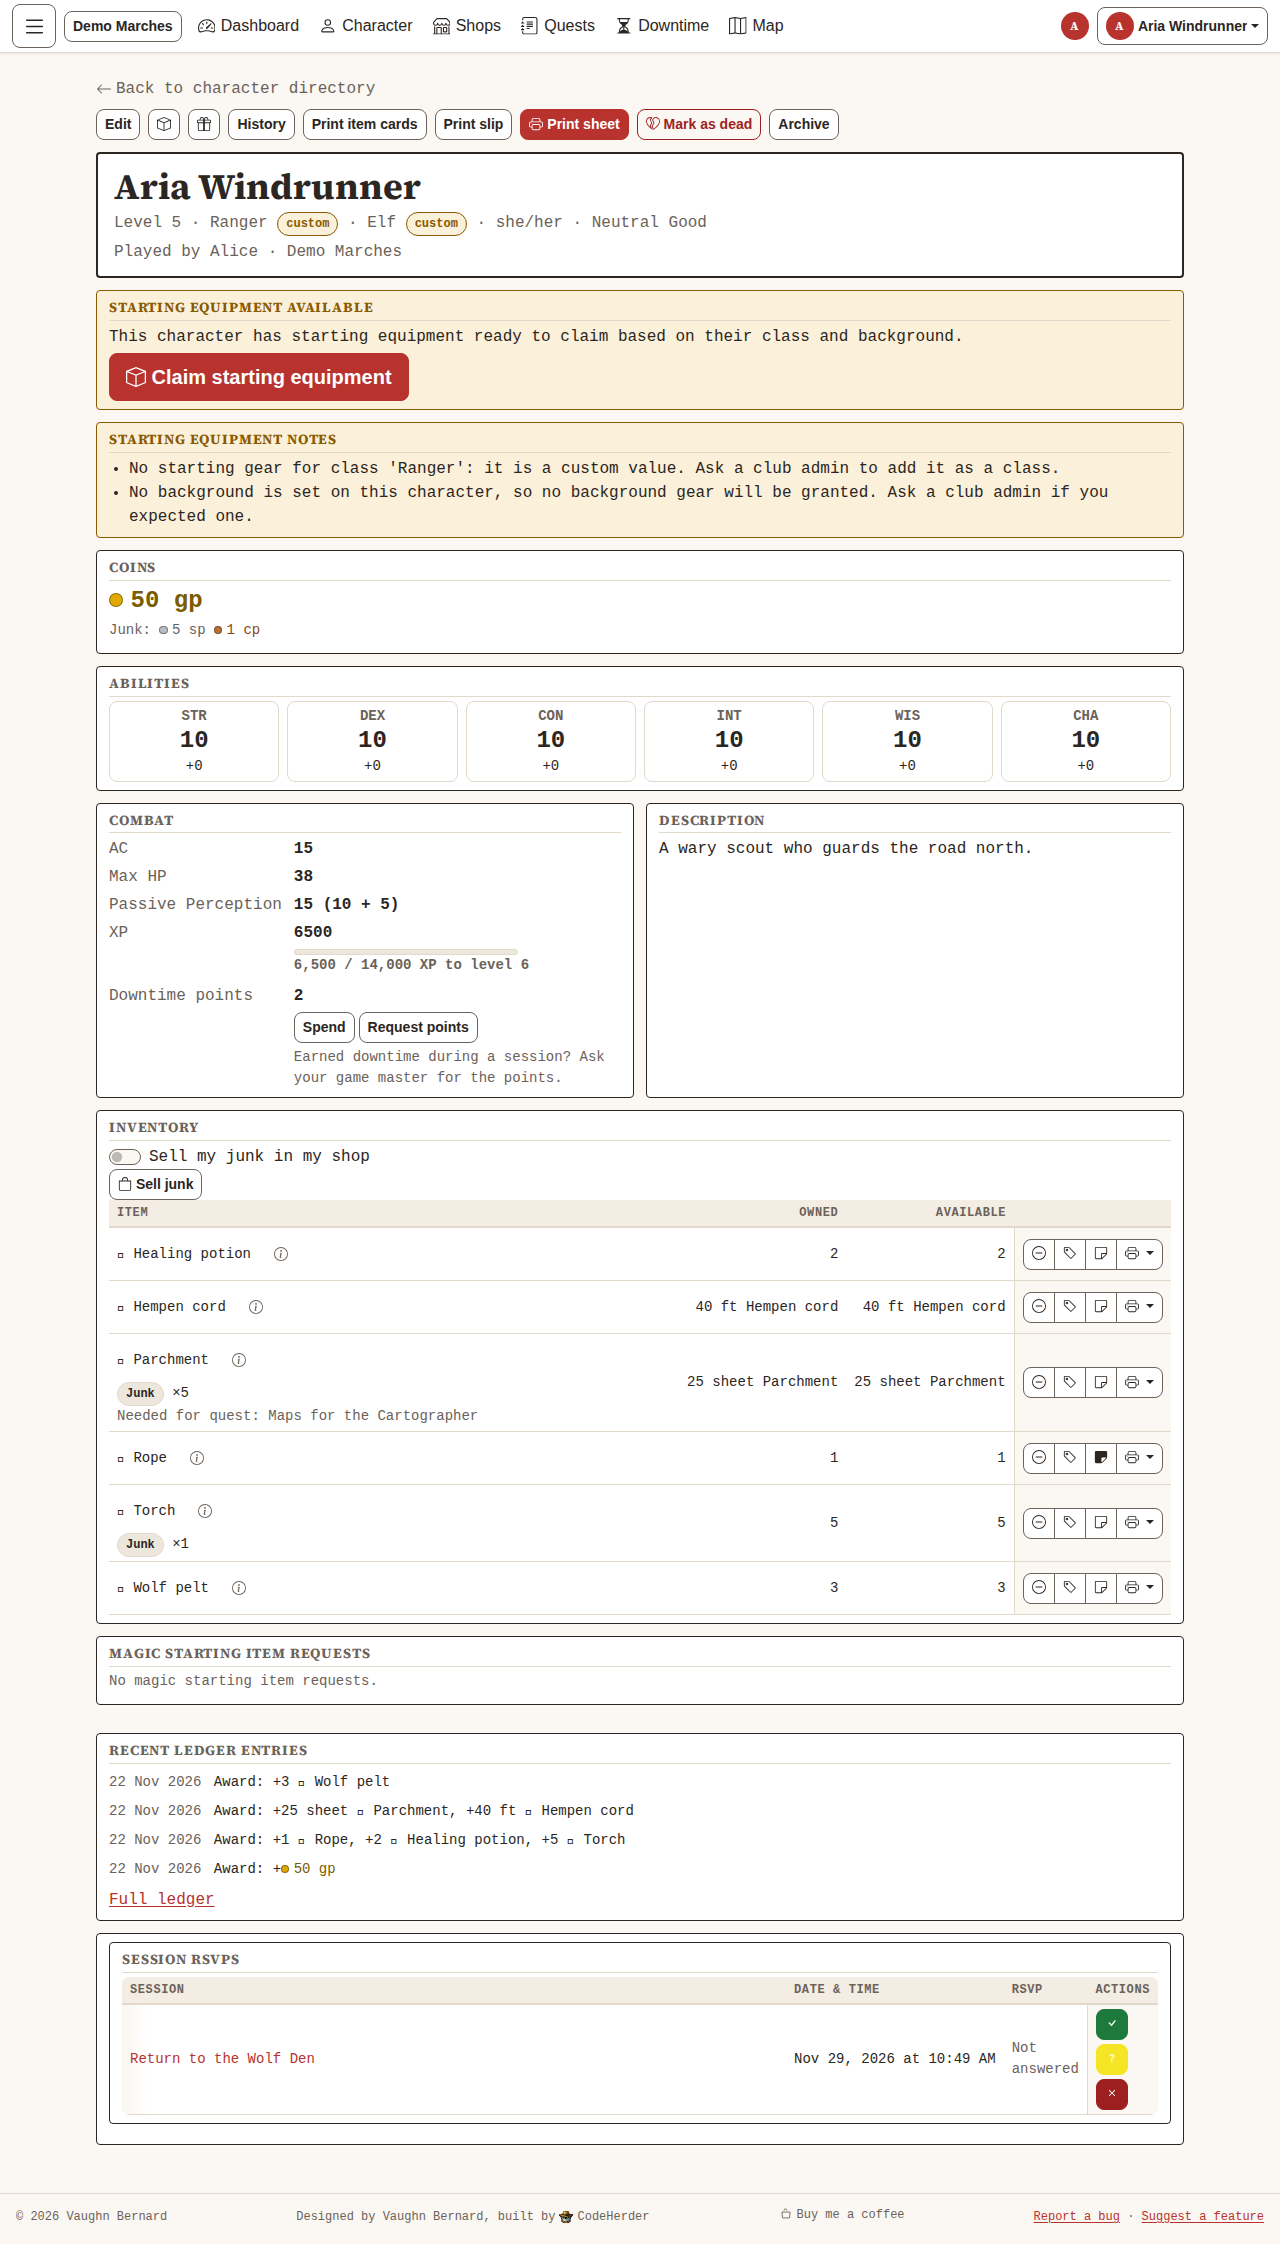 Demo Marches Dashboard Character Shops Quests Downtime Map A A Aria Windrunner
Back to character directory
Edit History Print item cards Print slip Print sheet Mark as dead Archive
Aria Windrunner
Level 5 · Ranger custom · Elf custom · she/her · Neutral Good
Played by Alice · Demo Marches
STARTING EQUIPMENT AVAILABLE
This character has starting equipment ready to claim based on their class and background.
Claim starting equipment
STARTING EQUIPMENT NOTES
• No starting gear for class 'Ranger': it is a custom value. Ask a club admin to add it as a class.
• No background is set on this character, so no background gear will be granted. Ask a club admin if you
expected one.
COINS
50 gp
Junk: 5 sp 1 cp
ABILITIES
STR DEX CON INT WIS CHA
10 10 10 10 10 10
+0 +0 +0 +0 +0 +0
COMBAT
AC 15
Max HP 38
Passive Perception 15 (10 + 5)
XP 6500
6,500 / 14,000 XP to level 6
Downtime points 2
Spend Request points
Earned downtime during a session? Ask
your game master for the points.
DESCRIPTION
A wary scout who guards the road north.
INVENTORY
Sell my junk in my shop
Sell junk
ITEM OWNED AVAILABLE
Healing potion 2 2
Hempen cord 40 ft Hempen cord 40 ft Hempen cord
Parchment 25 sheet Parchment 25 sheet Parchment
Junk ×5
Needed for quest: Maps for the Cartographer
Rope 1 1
Torch 5 5
Junk ×1
Wolf pelt 3 3
MAGIC STARTING ITEM REQUESTS
No magic starting item requests.
RECENT LEDGER ENTRIES
22 Nov 2026 Award: +3 Wolf pelt
22 Nov 2026 Award: +25 sheet Parchment, +40 ft Hempen cord
22 Nov 2026 Award: +1 Rope, +2 Healing potion, +5 Torch
22 Nov 2026 Award: +50 gp
Full ledger
SESSION RSVPS
SESSION DATE & TIME RSVP ACTIONS
Return to the Wolf Den Nov 29, 2026 at 10:49 AM Not
answered
?
© 2026 Vaughn Bernard Designed by Vaughn Bernard, built by CodeHerder Buy me a coffee Report a bug · Suggest a feature